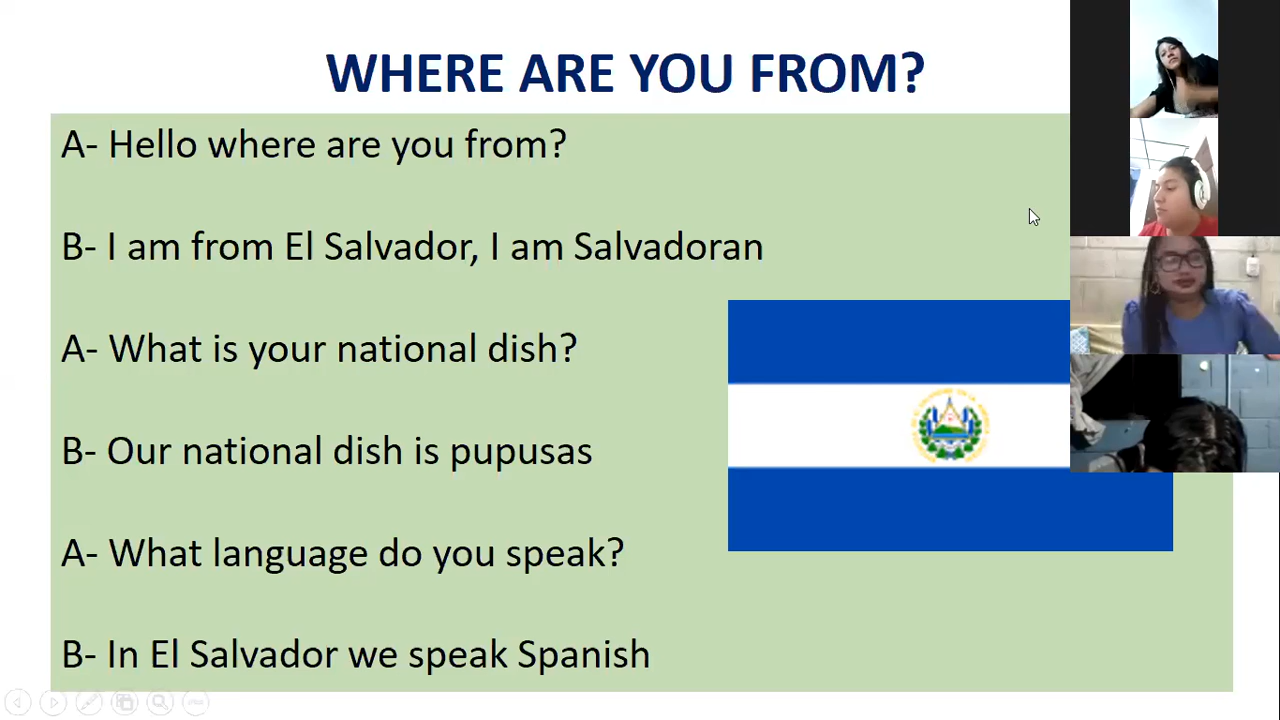 WHERE ARE YOU FROM?
A- Hello where are you from?
B- I am from El Salvador, I am Salvadoran
A- What is your national dish?
B- Our national dish is pupusas
A- What language do you speak?
B- In El Salvador we speak Spanish